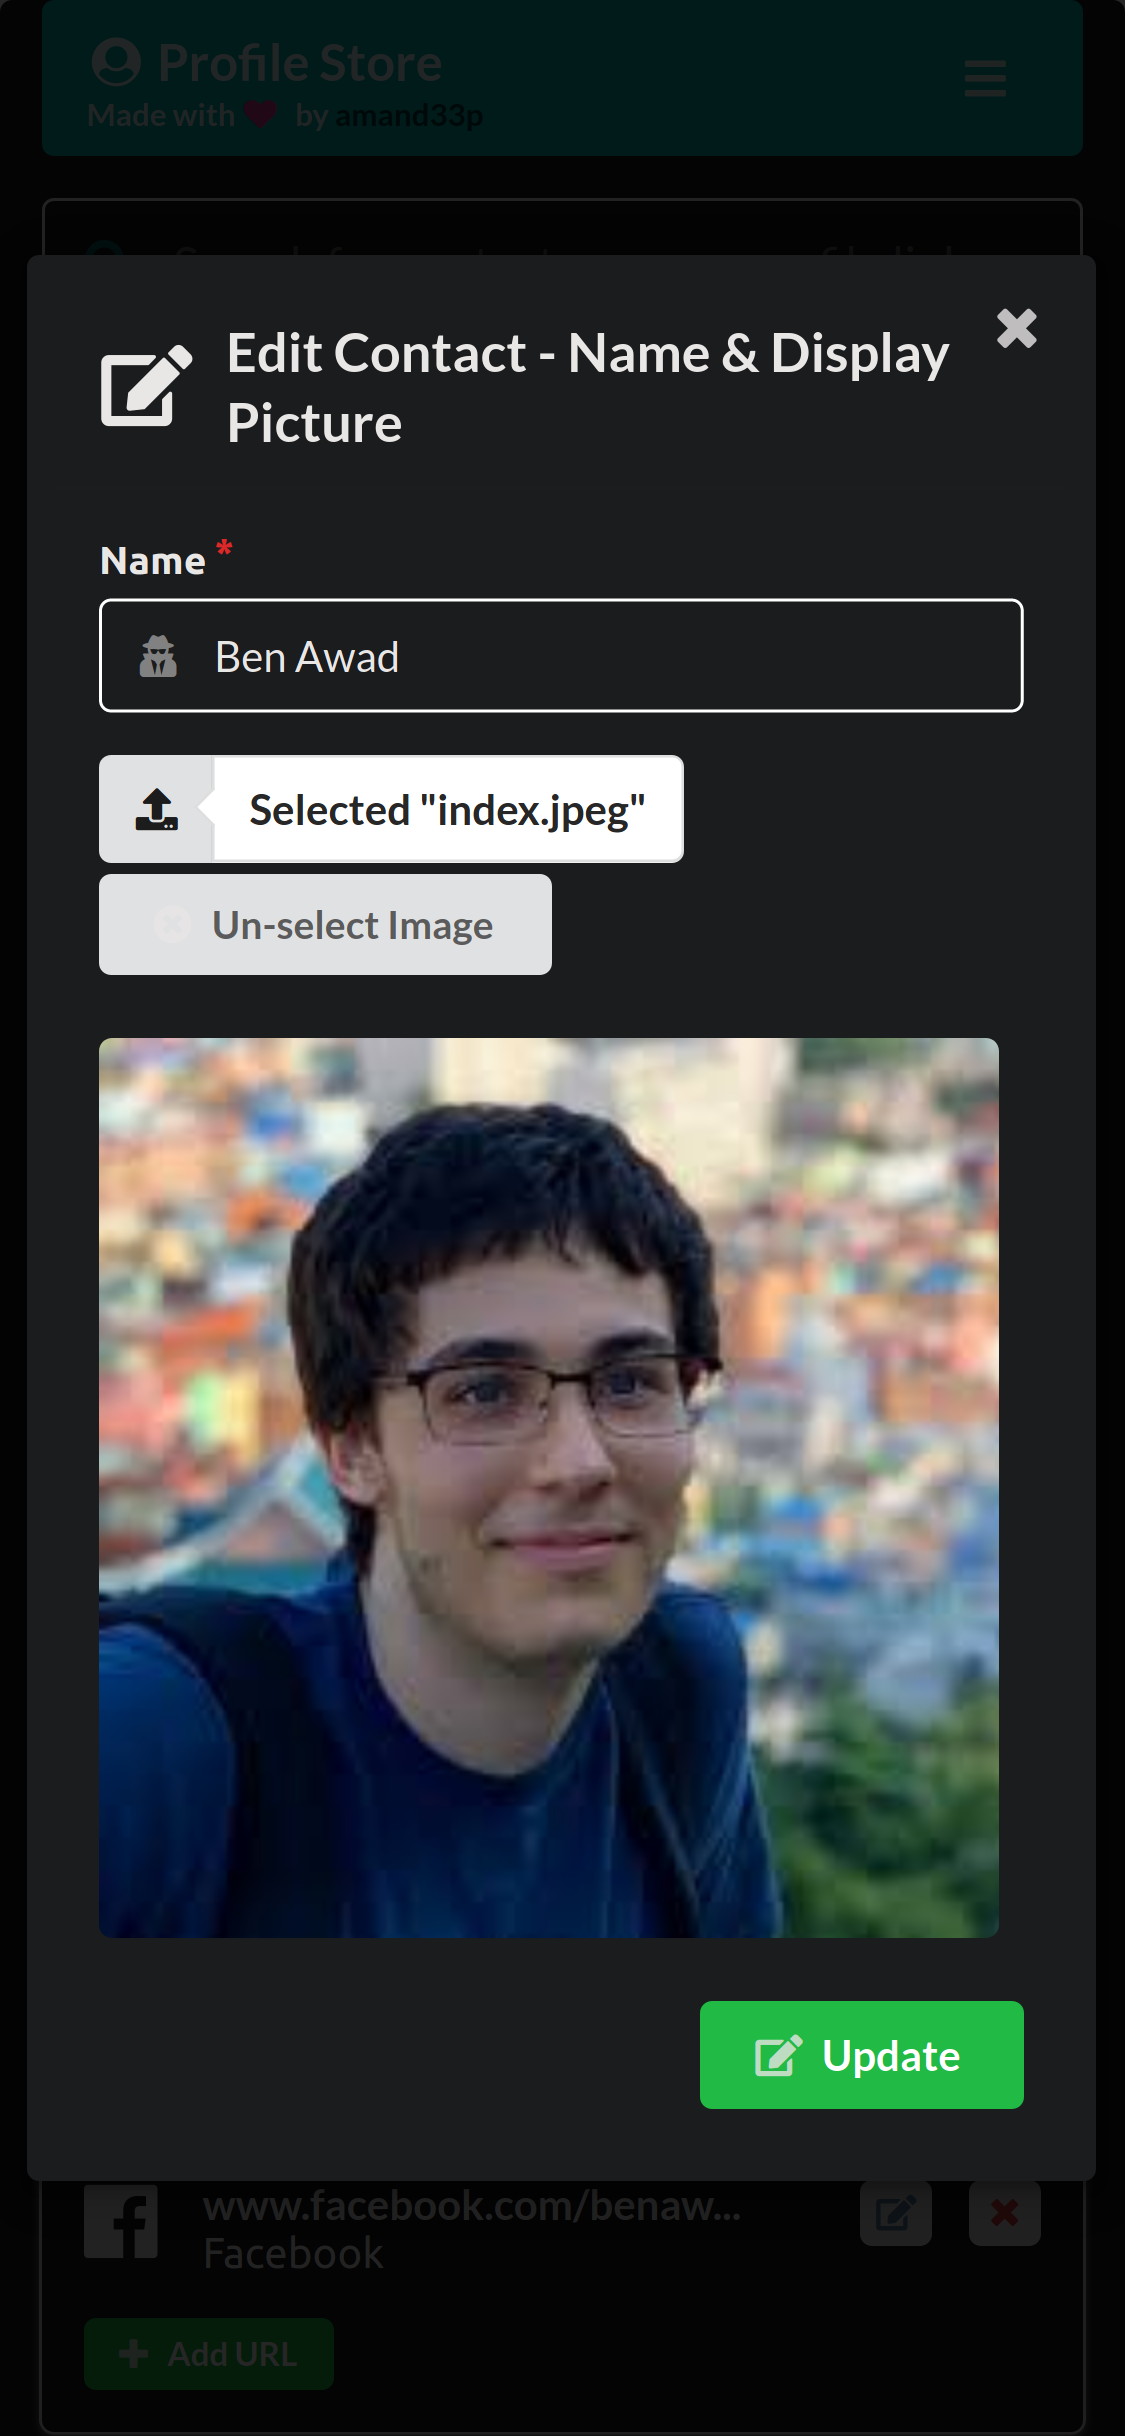 Profile Store
Made with by amand33p
Edit Contact - Name & Display
Picture
Name *
Ben Awad
Selected "index.jpeg"
Un-select Image
Update
www.facebook.com/benaw...
Facebook
Add URL